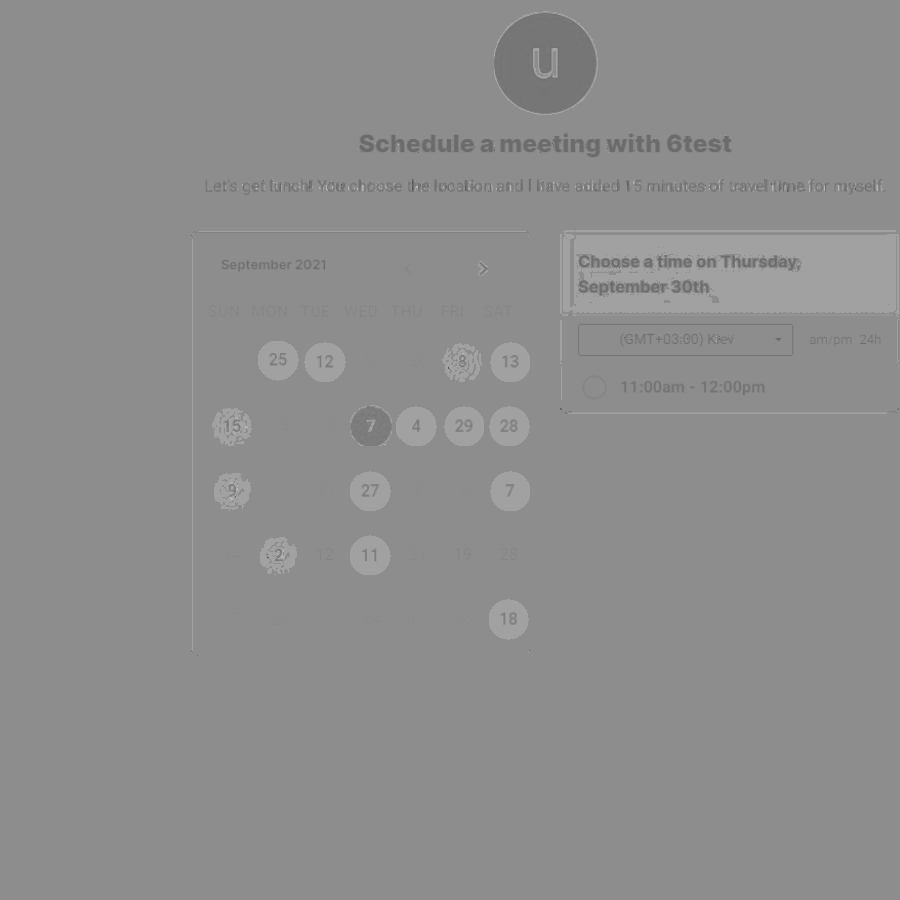 u
Schedule a meeting with 6test
Let's get lunch! You choose the location and I have added 15 minutes of travel time for myself.
September 2021
SUN MON TUE WED THU FRI SAT
25 12 8 13
15 7 4 29 28
9 27 7
2 12 11 19 28
18
Choose a time on Thursday,
September 30th
(GMT+03:00) Kiev am/pm 24h
11:00am - 12:00pm